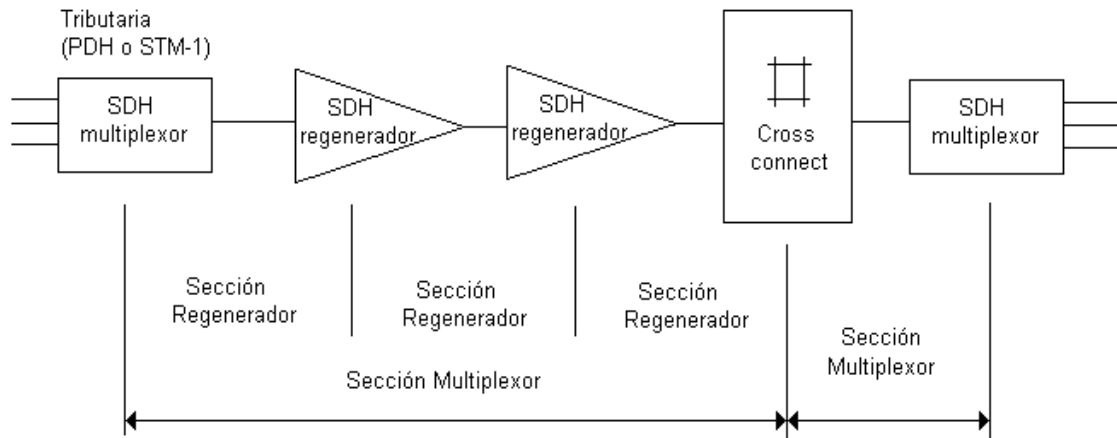 Tributaria
(PDH o STM-1)
SDH
multiplexor
SDH
regenerador
SDH
regenerador
Cross
connect
SDH
multiplexor
Sección
Regenerador
Sección
Regenerador
Sección
Regenerador
Sección
Multiplexor
Sección Multiplexor